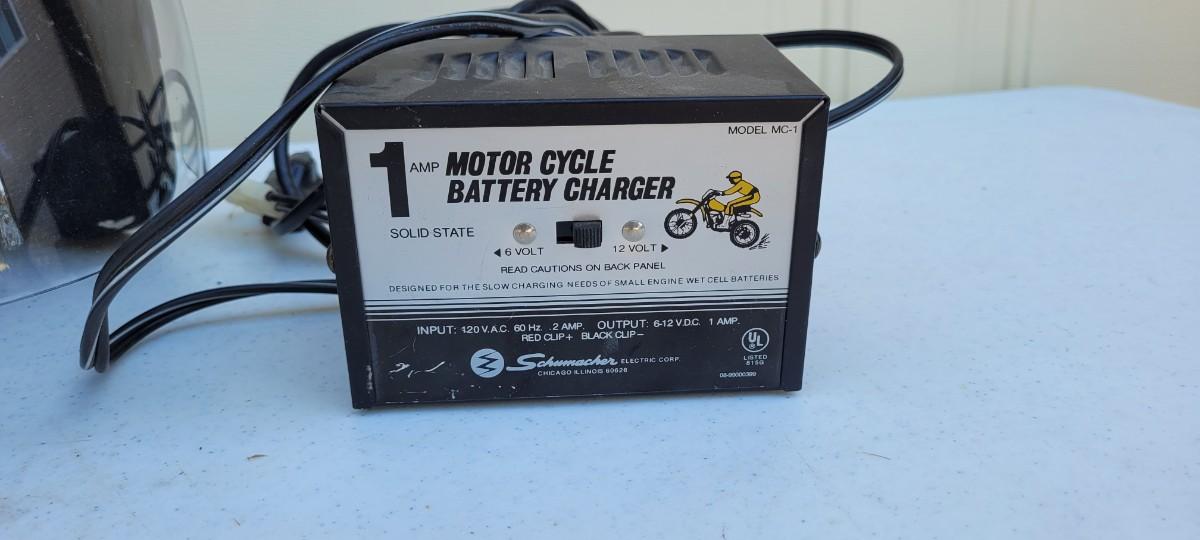 MODEL MC-1
1 AMP MOTOR CYCLE
BATTERY CHARGER
SOLID STATE
◀ 6 VOLT
12 VOLT ▶
READ CAUTIONS ON BACK PANEL
DESIGNED FOR THE SLOW CHARGING NEEDS OF SMALL ENGINE WET CELL BATTERIES
INPUT: 120 V.A.C. 60 Hz. .2 AMP. OUTPUT: 6-12 V.D.C. 1 AMP.
RED CLIP + BLACK CLIP -
Schumacher ELECTRIC CORP.
CHICAGO ILLINOIS 60628
UL
LISTED
815G